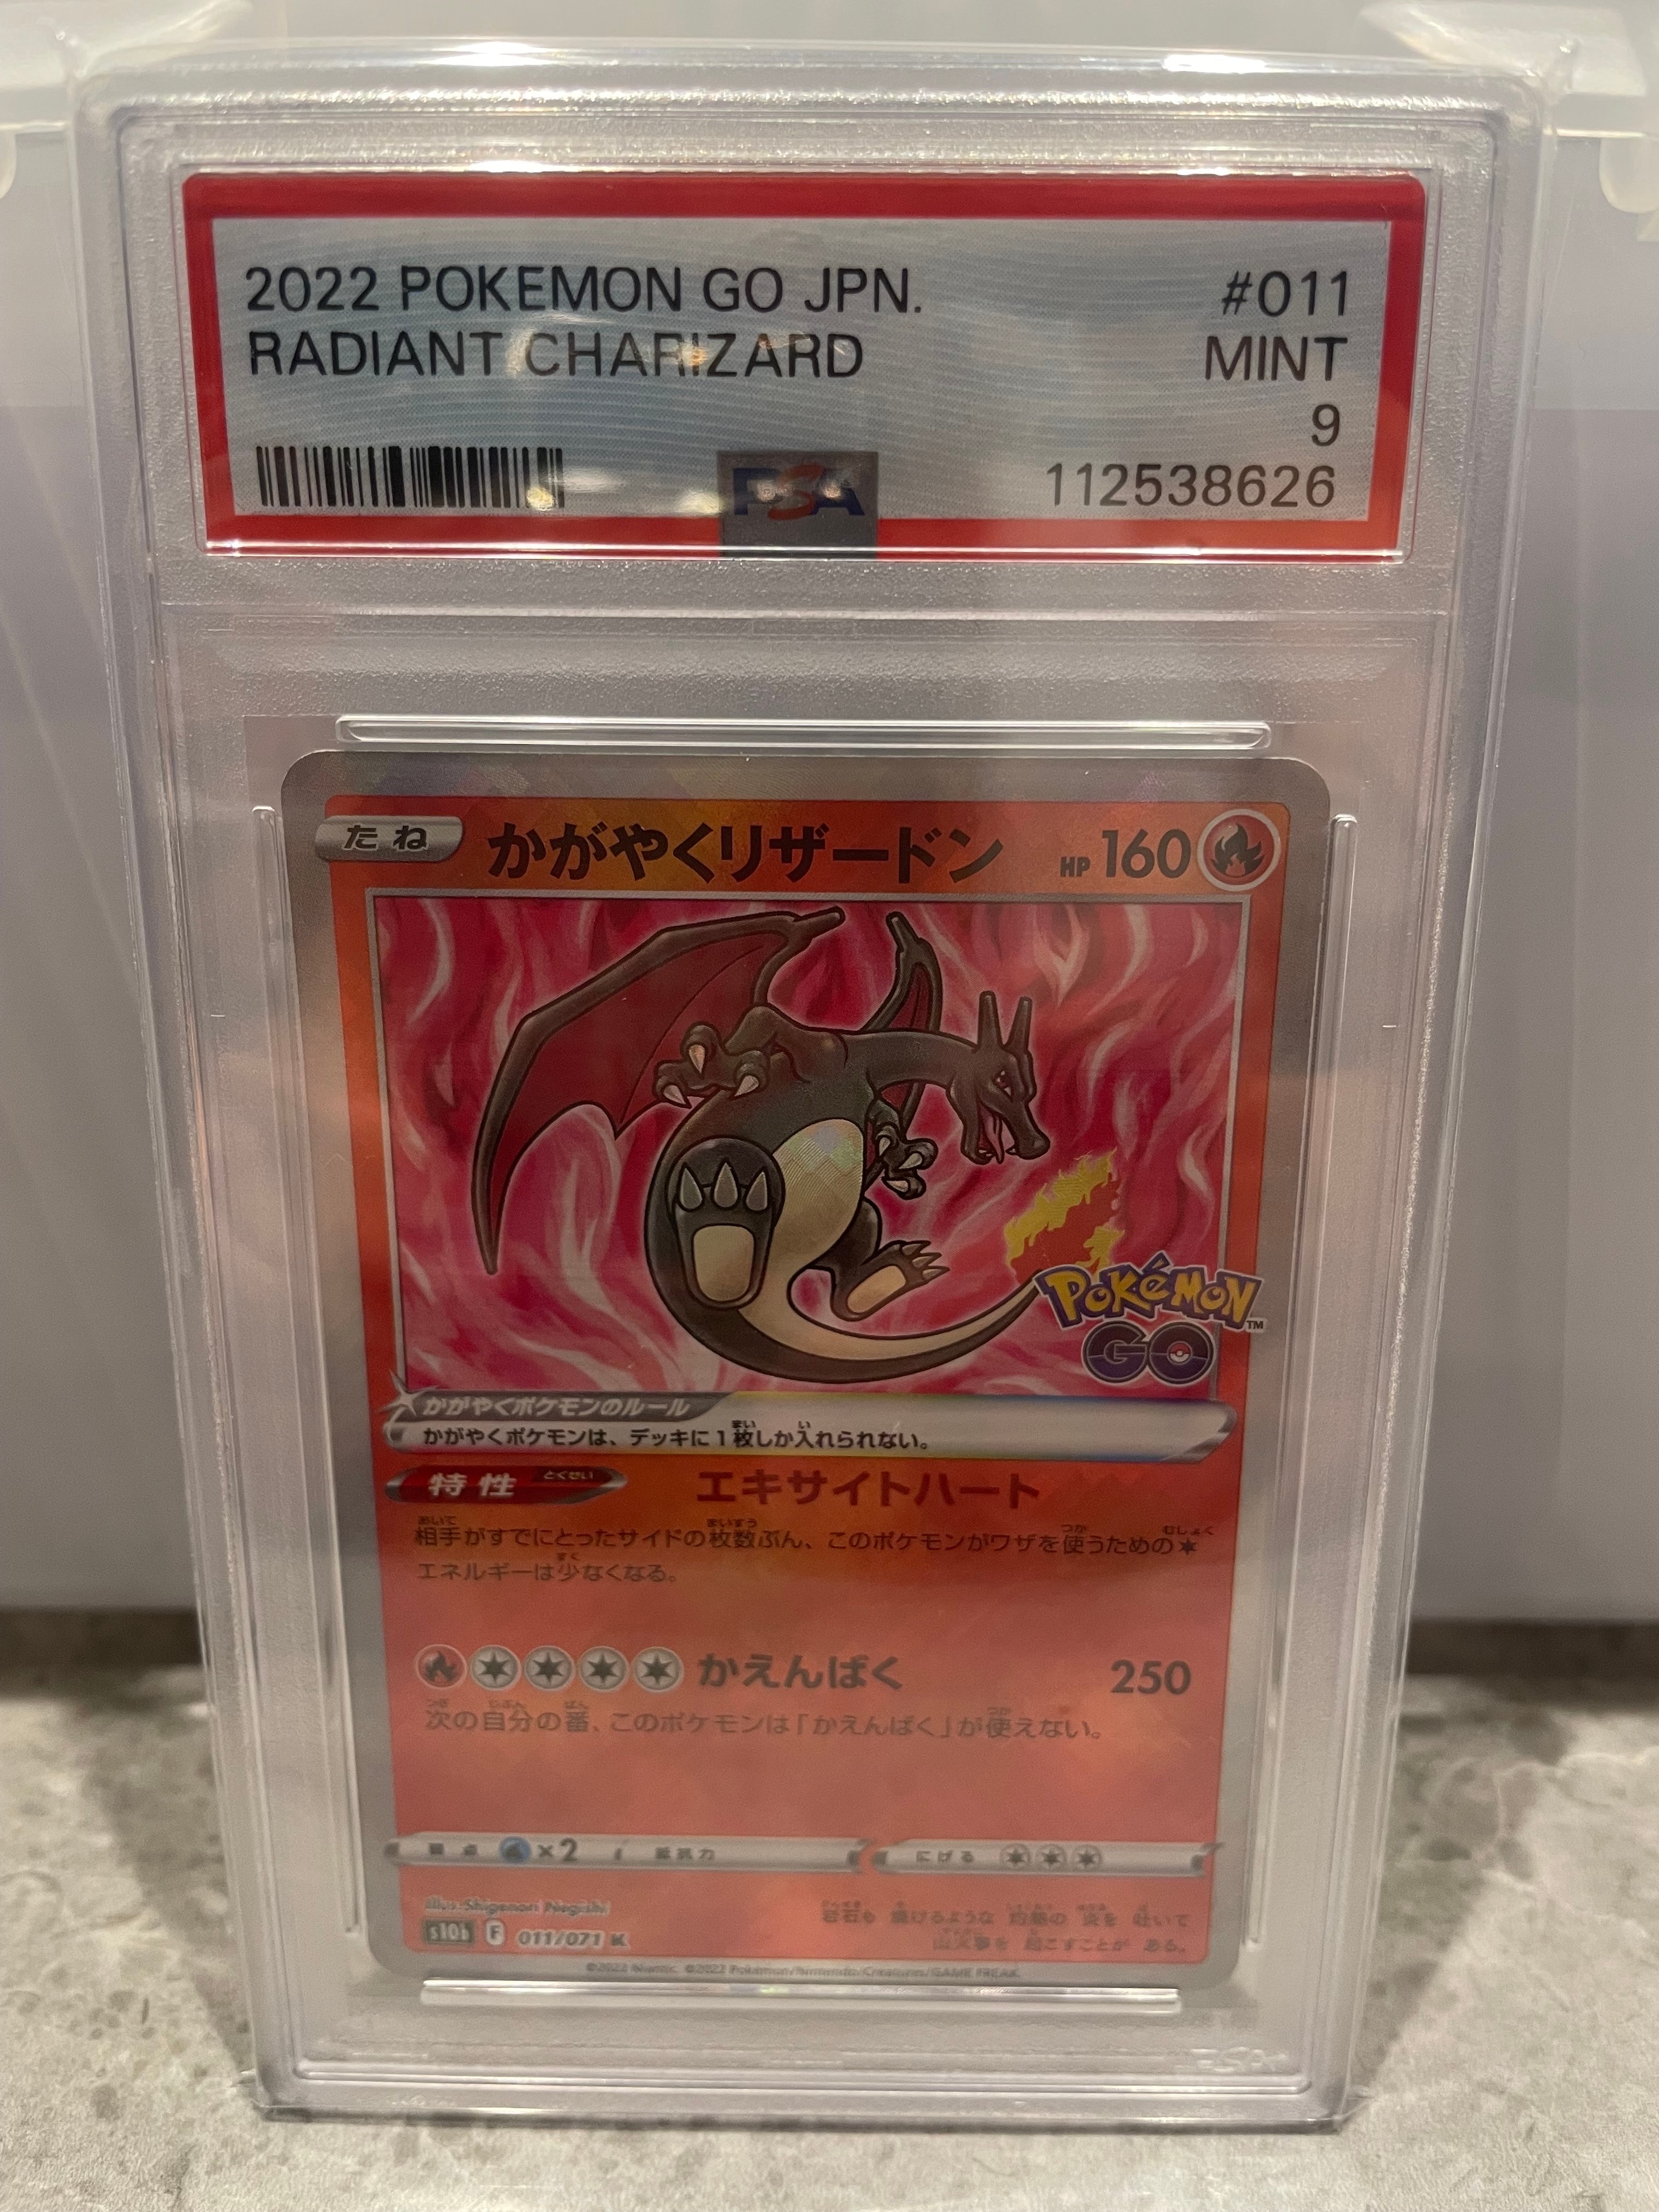 2022 POKEMON GO JPN. #011
RADIANT CHARIZARD MINT
9
PSA 112538626
たね かがやくリザードン HP 160
Pokémon
GO
™
かがやくポケモンのルール
かがやくポケモンは、デッキに1枚しか入れられない。
特性 エキサイトハート
相手がすでにとったサイドの枚数ぶん、このポケモンがワザを使うための
エネルギーは少なくなる。
かえんばく 250
次の自分の番、このポケモンは「かえんばく」が使えない。
弱点 ×2 抵抗力 にげる
illus. Shigenori Negishi
s10b F 011/071 K
岩石も 焼けるような 灼熱の 炎を 吐いて
山火事を 起こすことが ある。
©2022 Niantic. ©2022 Pokémon/Nintendo/Creatures/GAME FREAK.